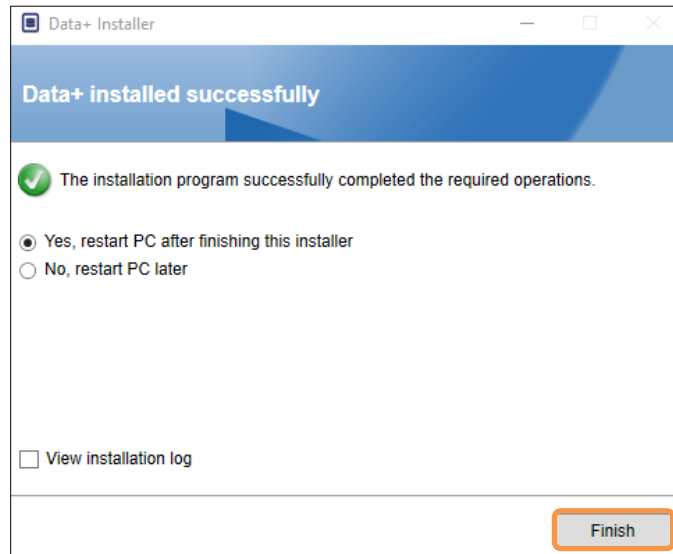 Data+ Installer
Data+ installed successfully
The installation program successfully completed the required operations.
Yes, restart PC after finishing this installer
No, restart PC later
View installation log
Finish